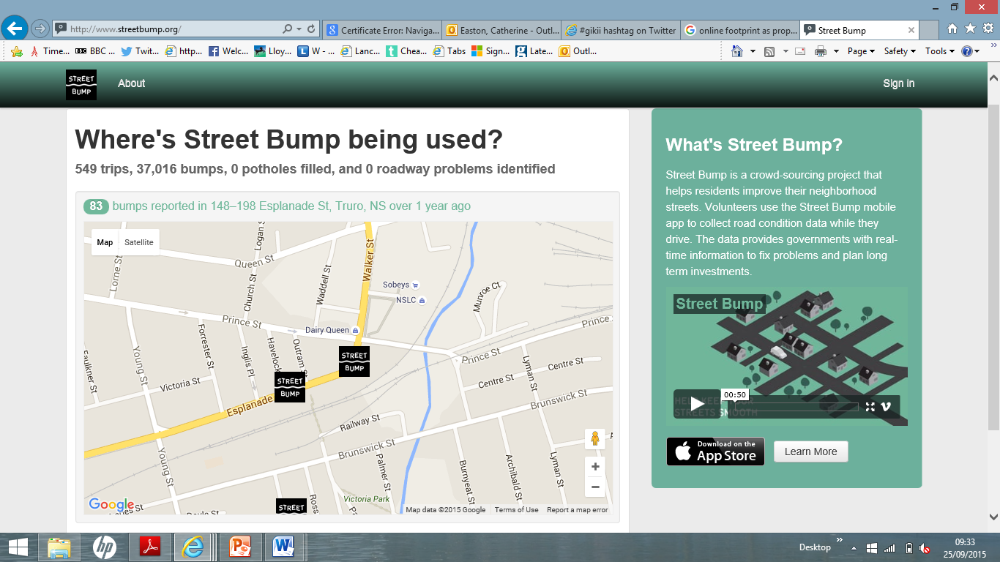 http://www.streetbump.org/
Certificate Error: Naviga...
Easton, Catherine - Outl...
#gikii hashtag on Twitter
online footprint as prop...
Street Bump
Time...
BBC ...
Twit...
http...
Welc...
Lloy...
W - ...
Lanc...
Chea...
Tabs
Sign...
Late...
Outl...
Page
Safety
Tools
STREET
BUMP
About
Sign In
Where's Street Bump being used?
549 trips, 37,016 bumps, 0 potholes filled, and 0 roadway problems identified
83 bumps reported in 148–198 Esplanade St, Truro, NS over 1 year ago
Map
Satellite
Lorne St
Logan S
Queen St
Church St
Waddell St
Walker St
Sobeys
NSLC
Munroe Ct
Prince St
Dairy Queen
Prince
Forrester St
Inglis Pl
Havelock
Outram S
STREET
BUMP
Prince St
Faulkner St
Young St
Victoria St
STREET
BUMP
Lyman St
Centre St
Centre St
Esplanade
Brunswick St
Railway St
Brunswick St
Young St
Palmer St
Burnyeat St
Archibald St
Lyman St
STREET
Ross
Victoria Park
Google
Map data ©2015 Google
Terms of Use
Report a map error
What's Street Bump?
Street Bump is a crowd-sourcing project that
helps residents improve their neighborhood
streets. Volunteers use the Street Bump mobile
app to collect road condition data while they
drive. The data provides governments with real-
time information to fix problems and plan long
term investments.
Street Bump
00:50
STREETS SMOOTH
Download on the
App Store
Learn More
hp
Desktop
09:33
25/09/2015